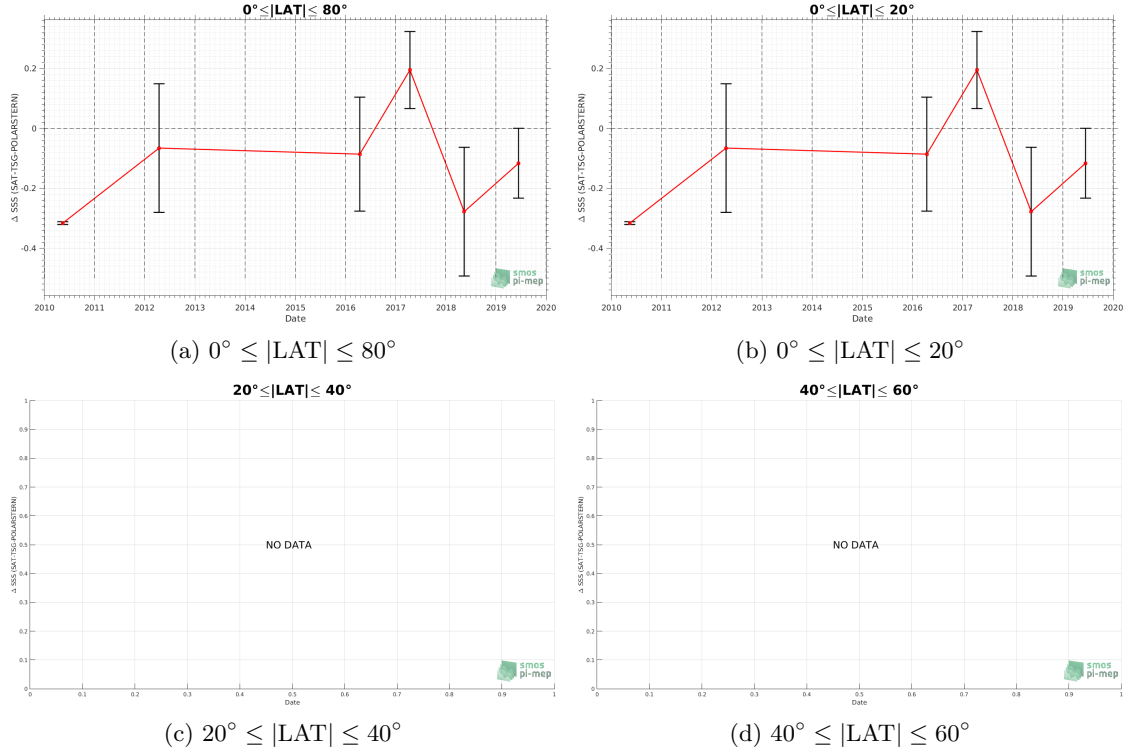 0°≤|LAT|≤ 80°
Δ SSS (SAT-TSG-POLARSTERN)
0.2
0
-0.2
-0.4
2010 2011 2012 2013 2014 2015 2016 2017 2018 2019 2020
Date
smos
pi-mep
(a) 0° ≤ |LAT| ≤ 80°
0°≤|LAT|≤ 20°
Δ SSS (SAT-TSG-POLARSTERN)
0.2
0
-0.2
-0.4
2010 2011 2012 2013 2014 2015 2016 2017 2018 2019 2020
Date
smos
pi-mep
(b) 0° ≤ |LAT| ≤ 20°
20°≤|LAT|≤ 40°
Δ SSS (SAT-TSG-POLARSTERN)
1
0.9
0.8
0.7
0.6
0.5
0.4
0.3
0.2
0.1
0
NO DATA
0 0.1 0.2 0.3 0.4 0.5 0.6 0.7 0.8 0.9 1
Date
smos
pi-mep
(c) 20° ≤ |LAT| ≤ 40°
40°≤|LAT|≤ 60°
Δ SSS (SAT-TSG-POLARSTERN)
1
0.9
0.8
0.7
0.6
0.5
0.4
0.3
0.2
0.1
0
NO DATA
0 0.1 0.2 0.3 0.4 0.5 0.6 0.7 0.8 0.9 1
Date
smos
pi-mep
(d) 40° ≤ |LAT| ≤ 60°